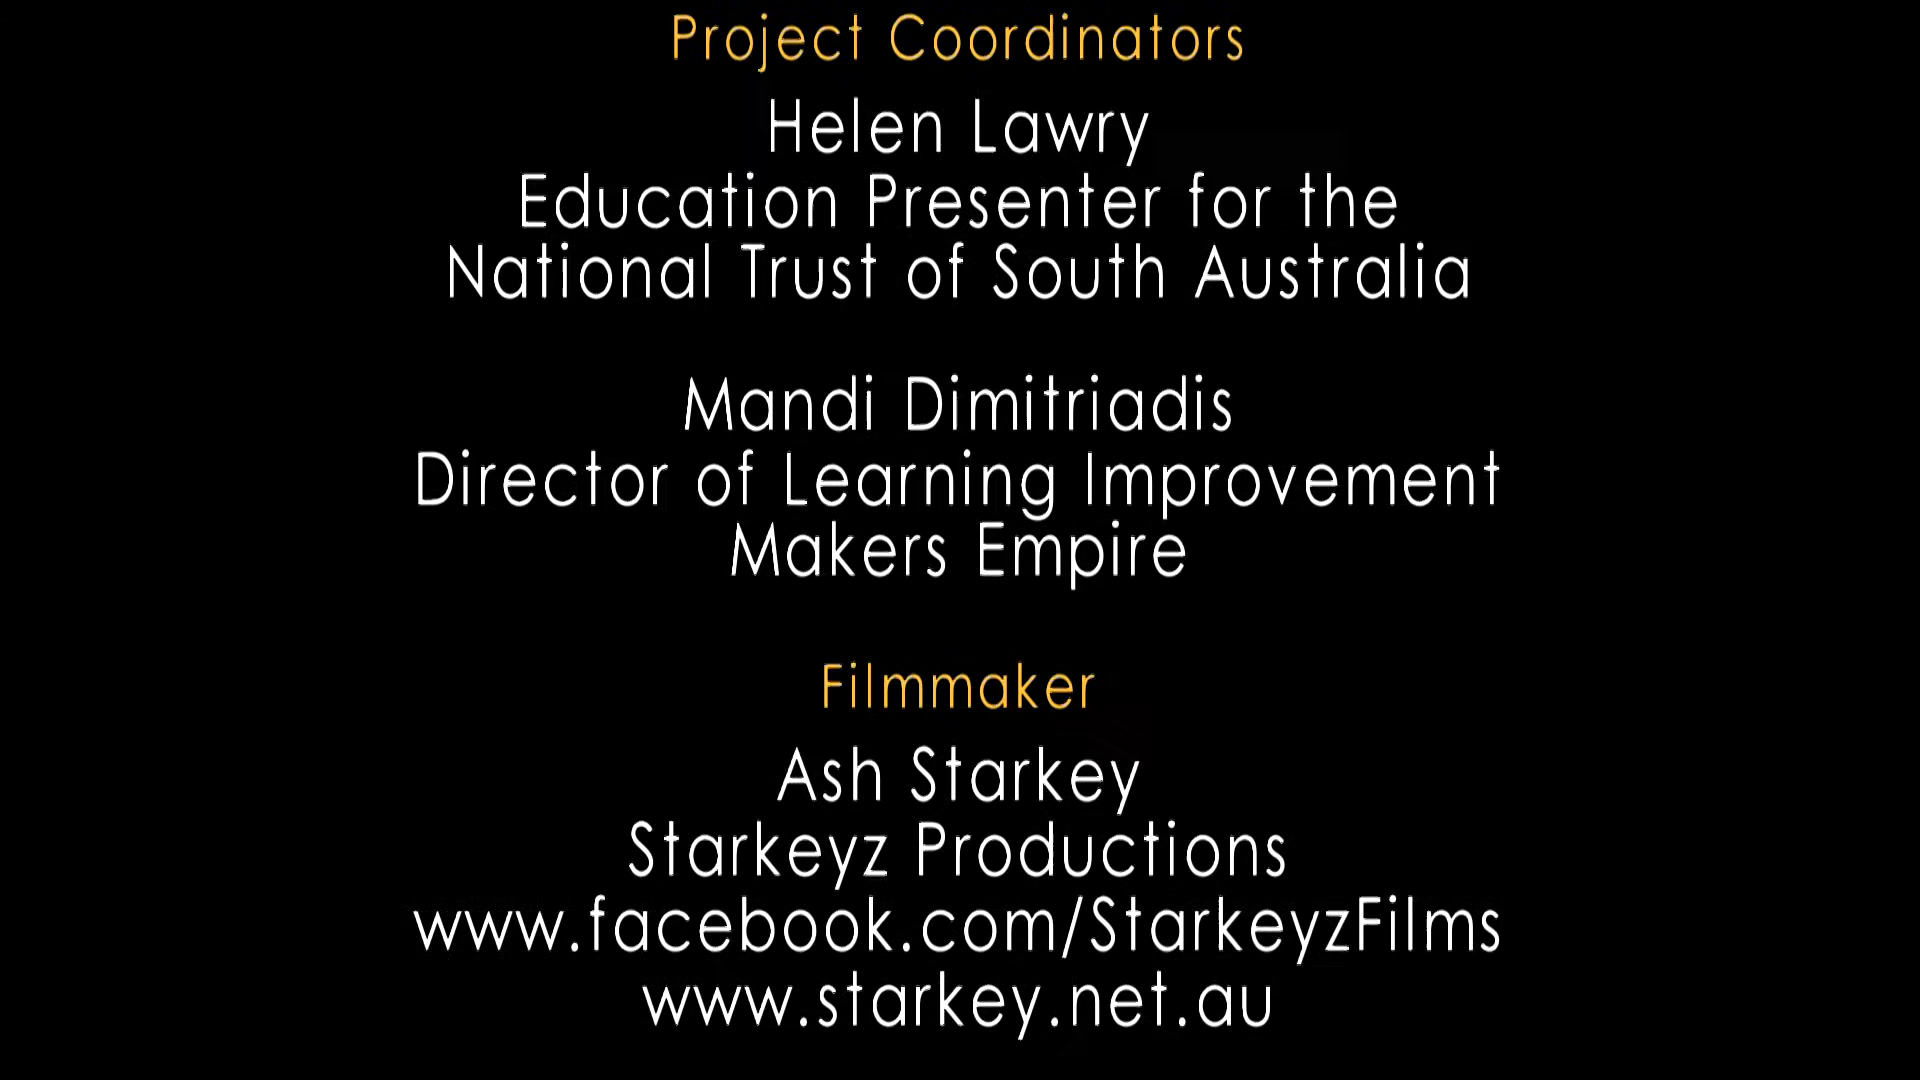 Project Coordinators
Helen Lawry
Education Presenter for the
National Trust of South Australia
Mandi Dimitriadis
Director of Learning Improvement
Makers Empire
Filmmaker
Ash Starkey
Starkeyz Productions
www.facebook.com/StarkeyzFilms
www.starkey.net.au